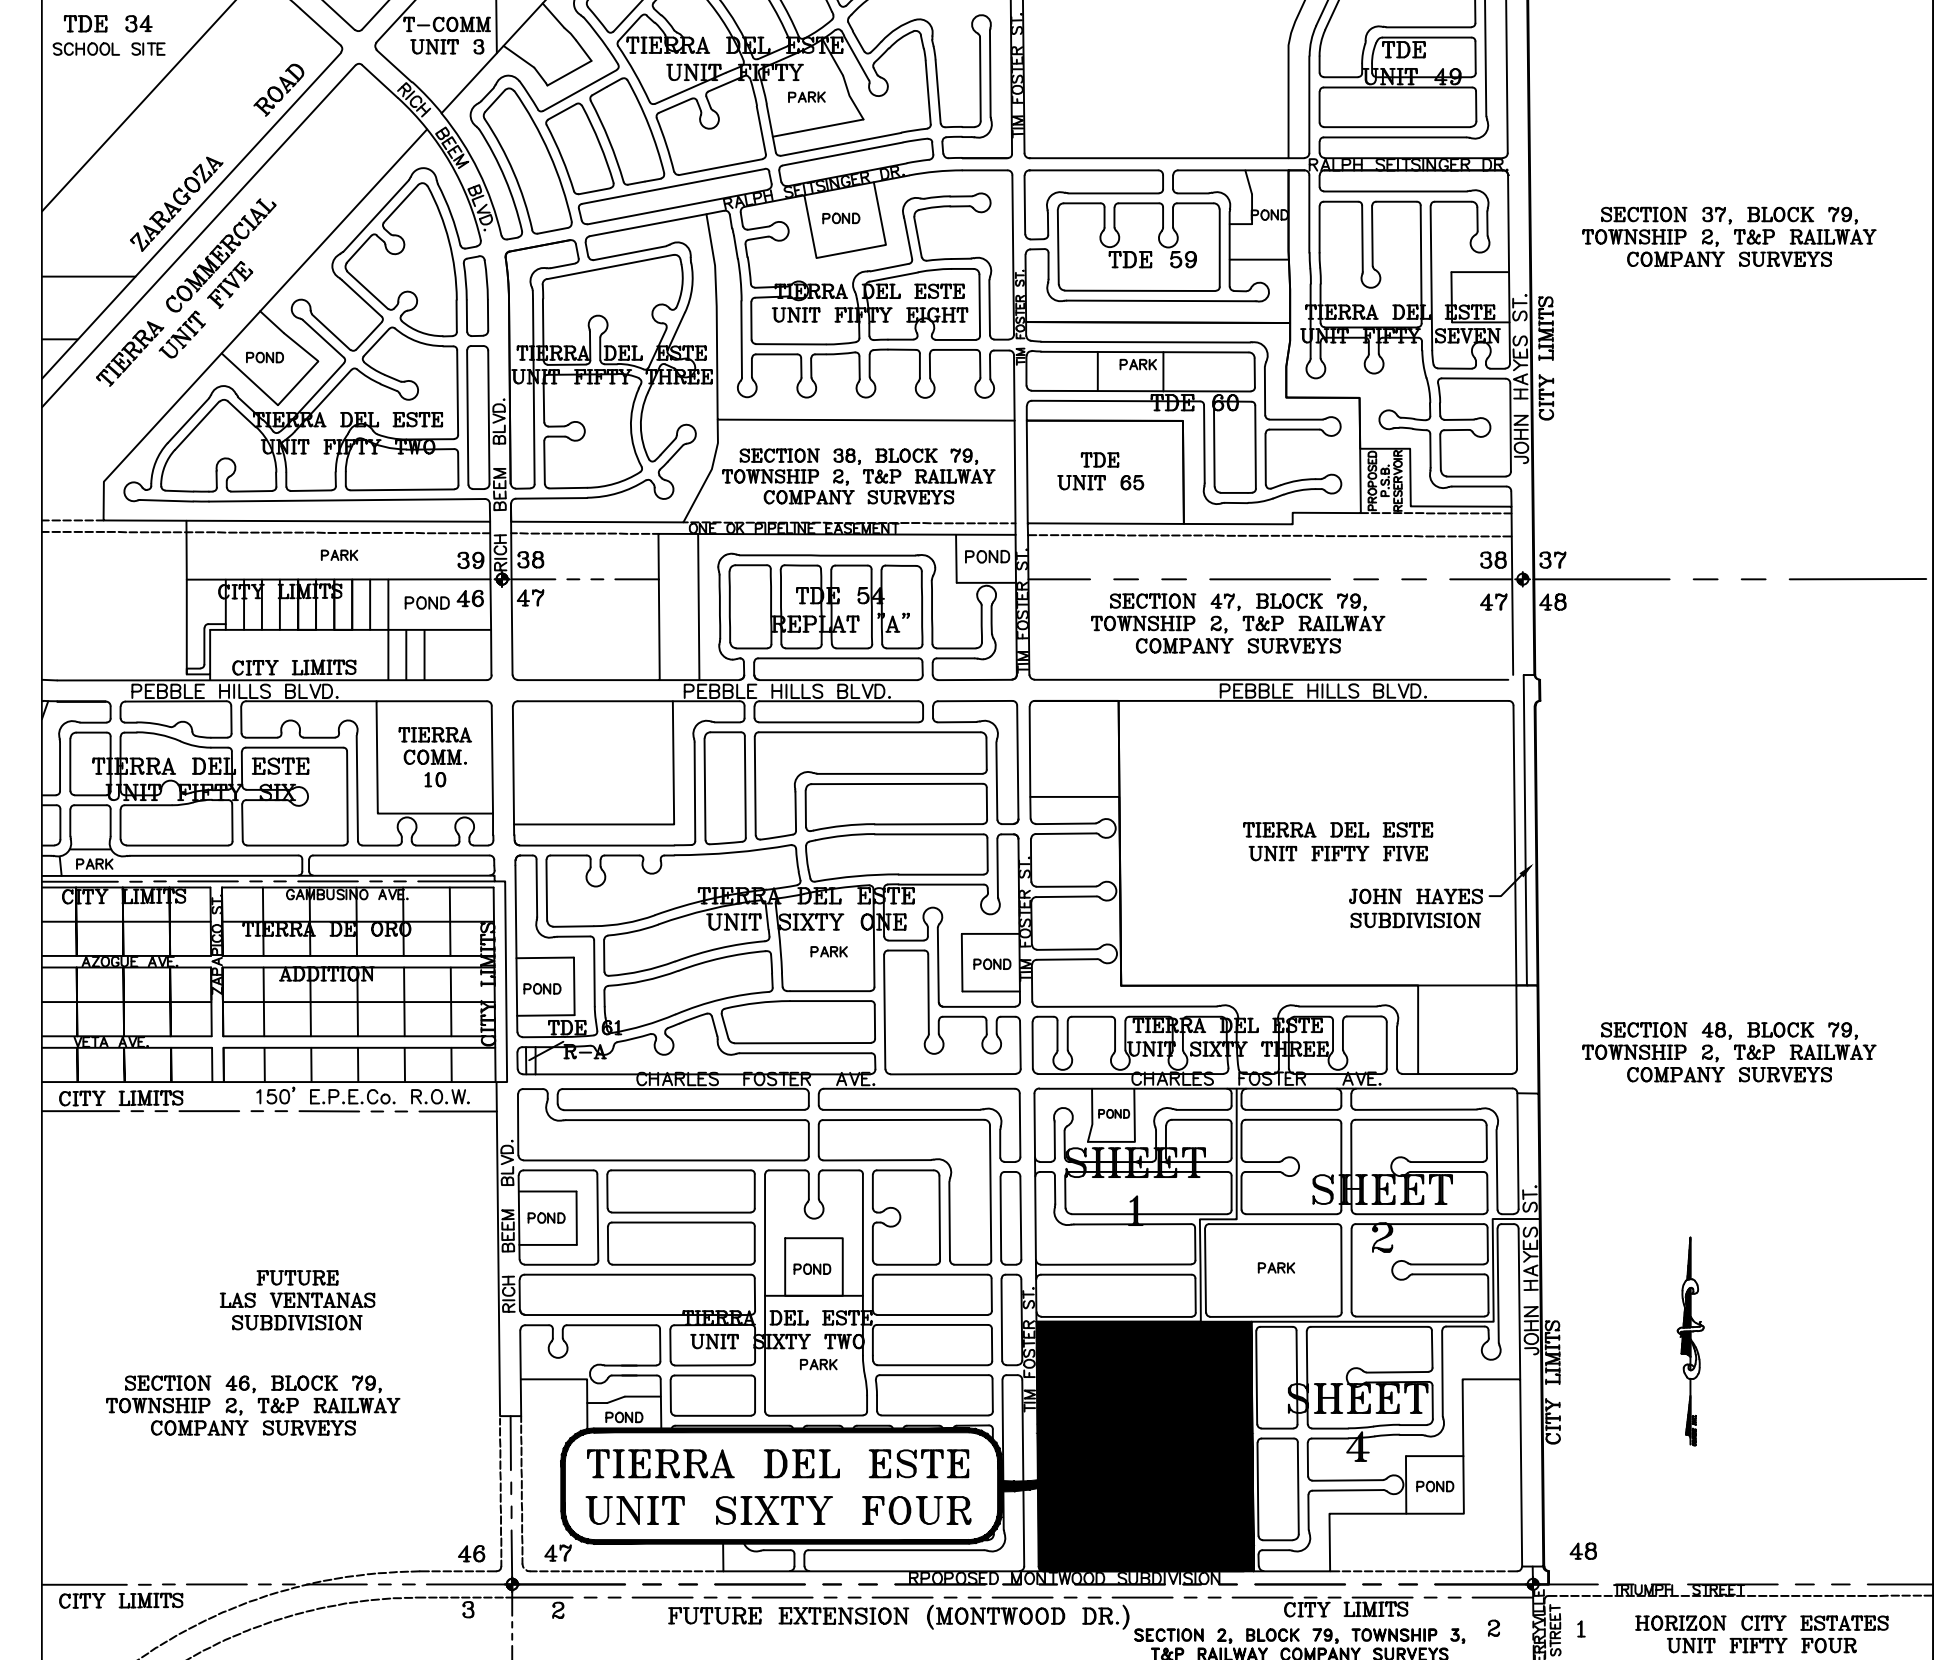 TDE 34
SCHOOL SITE
T-COMM
UNIT 3
TIERRA DEL ESTE
UNIT FIFTY
PARK
TIM FOSTER ST.
TDE
UNIT 49
ZARAGOZA ROAD
RICH BEEM BLVD.
RALPH SEITSINGER DR.
RALPH SEITSINGER DR.
TIERRA COMMERCIAL
UNIT FIVE
POND
POND
TDE 59
SECTION 37, BLOCK 79,
TOWNSHIP 2, T&P RAILWAY
COMPANY SURVEYS
TIERRA DEL ESTE
UNIT FIFTY EIGHT
TIM FOSTER ST.
TIERRA DEL ESTE
UNIT FIFTY SEVEN
JOHN HAYES ST.
CITY LIMITS
POND
TIERRA DEL ESTE
UNIT FIFTY THREE
PARK
TDE 60
TIERRA DEL ESTE
UNIT FIFTY TWO
RICH BEEM BLVD.
SECTION 38, BLOCK 79,
TOWNSHIP 2, T&P RAILWAY
COMPANY SURVEYS
TDE
UNIT 65
PROPOSED
P.S.B.
RESERVOIR
ONE OK PIPELINE EASEMENT
PARK
39 38
46 47
CITY LIMITS
POND
CITY LIMITS
POND
TDE 54
REPLAT "A"
TIM FOSTER ST.
38 37
47 48
SECTION 47, BLOCK 79,
TOWNSHIP 2, T&P RAILWAY
COMPANY SURVEYS
PEBBLE HILLS BLVD.
PEBBLE HILLS BLVD.
PEBBLE HILLS BLVD.
TIERRA DEL ESTE
UNIT FIFTY SIX
TIERRA
COMM.
10
PARK
TIERRA DEL ESTE
UNIT FIFTY FIVE
JOHN HAYES
SUBDIVISION
CITY LIMITS
GAMBUSINO AVE.
ZAPAPICO ST.
TIERRA DE ORO
ADDITION
AZOGUE AVE.
VETA AVE.
CITY LIMITS
TIERRA DEL ESTE
UNIT SIXTY ONE
PARK
POND
POND
TIM FOSTER ST.
TDE 61
R-A
TIERRA DEL ESTE
UNIT SIXTY THREE
SECTION 48, BLOCK 79,
TOWNSHIP 2, T&P RAILWAY
COMPANY SURVEYS
CHARLES FOSTER AVE.
CHARLES FOSTER AVE.
CITY LIMITS
150' E.P.E.Co. R.O.W.
POND
SHEET
1
SHEET
2
RICH BEEM BLVD.
POND
POND
PARK
JOHN HAYES ST.
CITY LIMITS
FUTURE
LAS VENTANAS
SUBDIVISION
TIERRA DEL ESTE
UNIT SIXTY TWO
PARK
TIM FOSTER ST.
SECTION 46, BLOCK 79,
TOWNSHIP 2, T&P RAILWAY
COMPANY SURVEYS
POND
SHEET
4
POND
TIERRA DEL ESTE
UNIT SIXTY FOUR
46 47
48
RPOPOSED MONTWOOD SUBDIVISION
CITY LIMITS
3 2
FUTURE EXTENSION (MONTWOOD DR.)
CITY LIMITS
SECTION 2, BLOCK 79, TOWNSHIP 3,
T&P RAILWAY COMPANY SURVEYS
2 1
STREET
TRIUMPH STREET
HORIZON CITY ESTATES
UNIT FIFTY FOUR